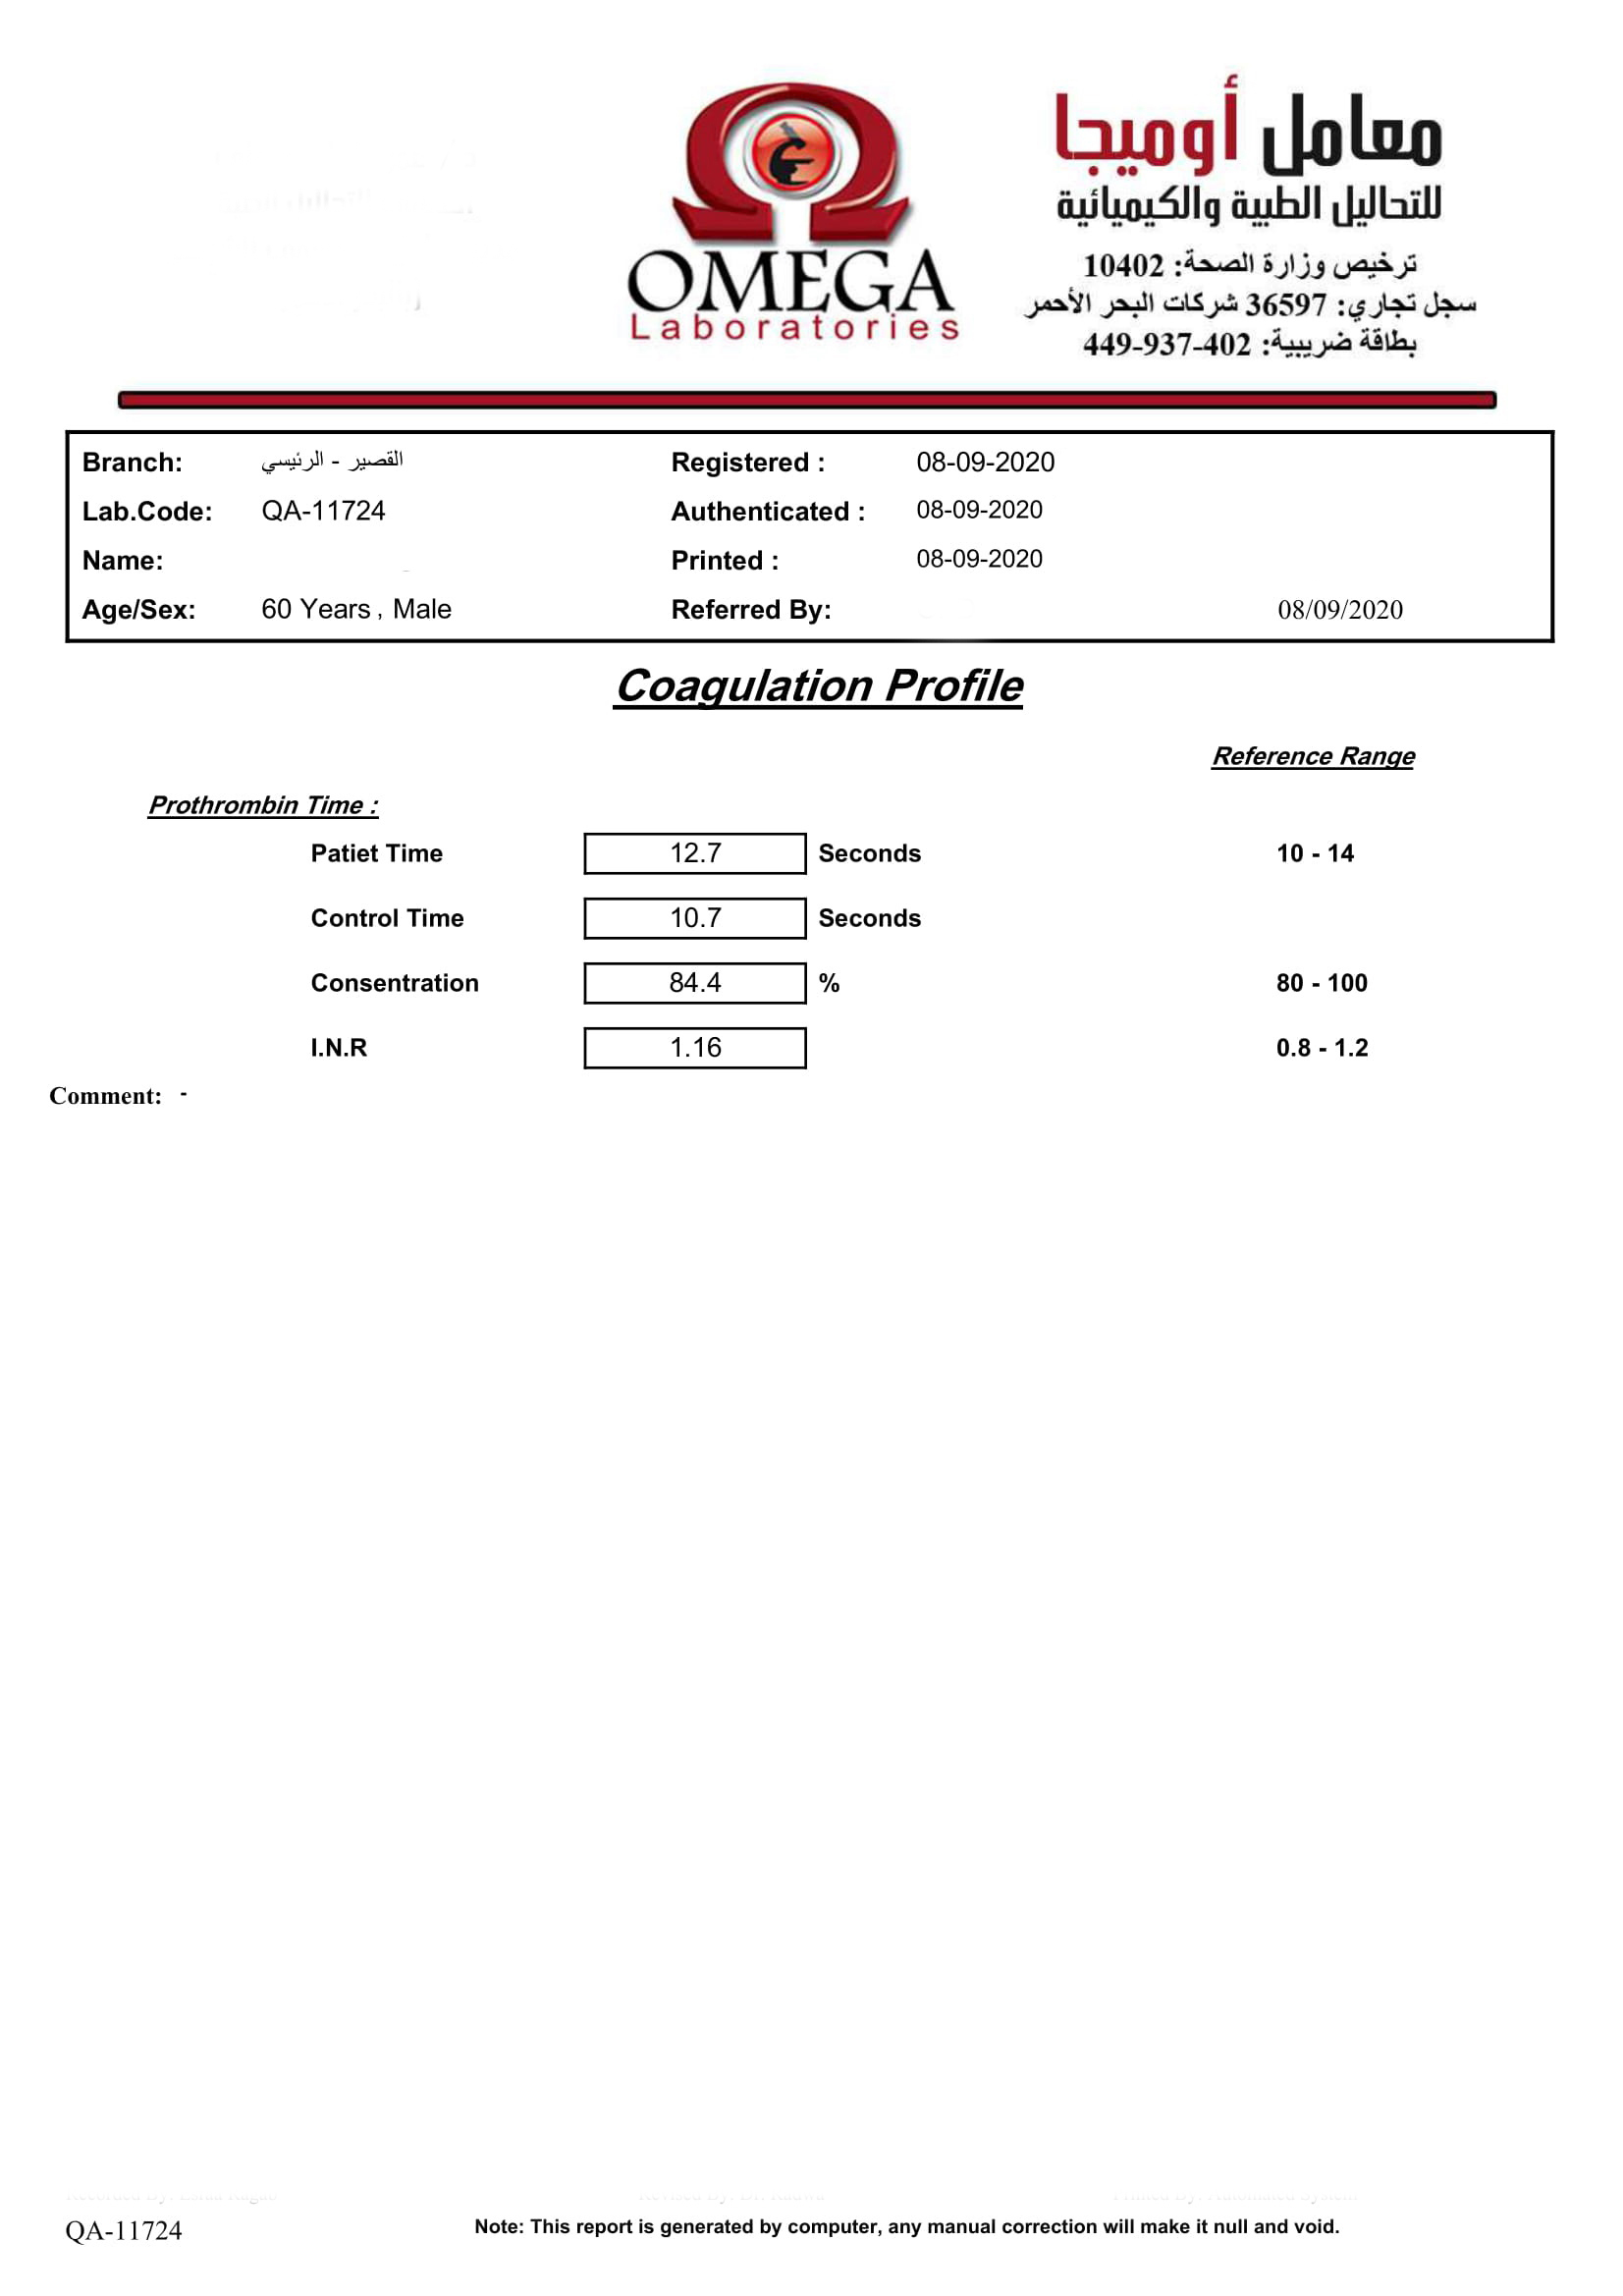 معامل أوميجا
للتحاليل الطبية والكيميائية
ترخيص وزارة الصحة: 10402
سجل تجاري: 36597 شركات البحر الأحمر
بطاقة ضريبية: 402-937-449
OMEGA
Laboratories
Branch: القصير - الرئيسي Registered : 08-09-2020
Lab.Code: QA-11724 Authenticated : 08-09-2020
Name: Printed : 08-09-2020
Age/Sex: 60 Years , Male Referred By: 08/09/2020
Coagulation Profile
Reference Range
Prothrombin Time :
Patiet Time 12.7 Seconds 10 - 14
Control Time 10.7 Seconds
Consentration 84.4 % 80 - 100
I.N.R 1.16 0.8 - 1.2
Comment: -
QA-11724 Note: This report is generated by computer, any manual correction will make it null and void.